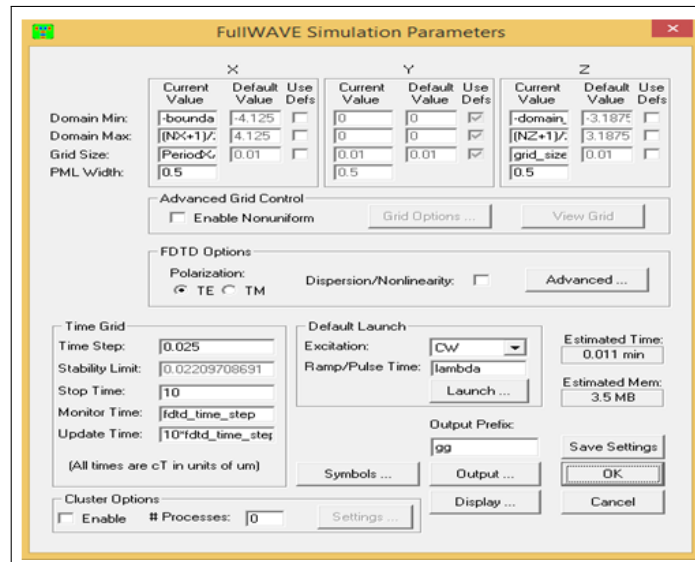 FullWAVE Simulation Parameters
X Y Z
Current Value Default Value Use Defs Current Value Default Value Use Defs Current Value Default Value Use Defs
Domain Min: -bounda -4.125 0 0 -domain_ -3.1875
Domain Max: (NX+1)/2 4.125 0 0 (NZ+1)/2 3.1875
Grid Size: PeriodX/ 0.01 0.01 0.01 grid_size 0.01
PML Width: 0.5 0.5 0.5
Advanced Grid Control
Enable Nonuniform Grid Options ... View Grid
FDTD Options
Polarization:
TE TM Dispersion/Nonlinearity: Advanced ...
Time Grid
Time Step: 0.025
Stability Limit: 0.02209708691
Stop Time: 10
Monitor Time: fdtd_time_step
Update Time: 10*fdtd_time_step
(All times are cT in units of um)
Default Launch
Excitation: CW
Ramp/Pulse Time: lambda
Launch ...
Estimated Time:
0.011 min
Estimated Mem:
3.5 MB
Output Prefix:
gg
Save Settings
Symbols ... Output ... OK
Display ... Cancel
Cluster Options
Enable # Processes: 0 Settings ...